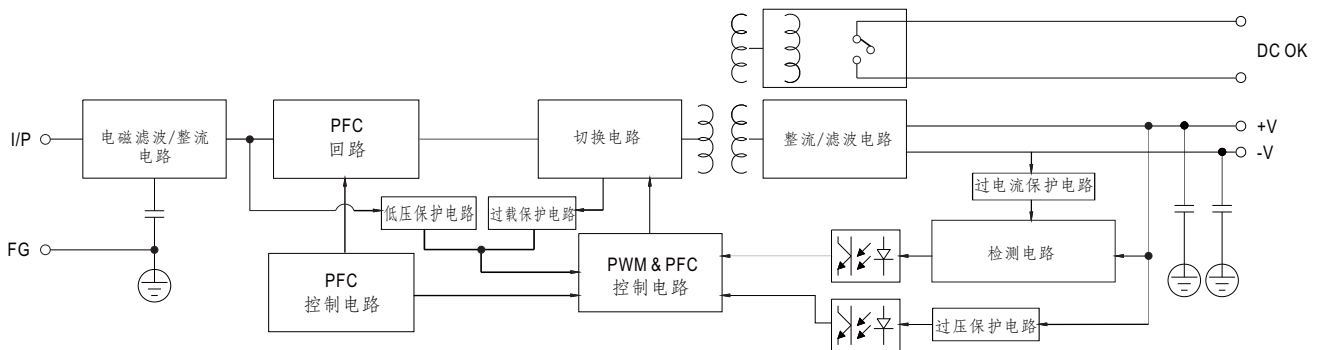 DC OK
I/P
电磁滤波/整流
电路
PFC
回路
切换电路
整流/滤波电路
+V
-V
过电流保护电路
低压保护电路
过载保护电路
FG
PFC
控制电路
PWM & PFC
控制电路
检测电路
过压保护电路